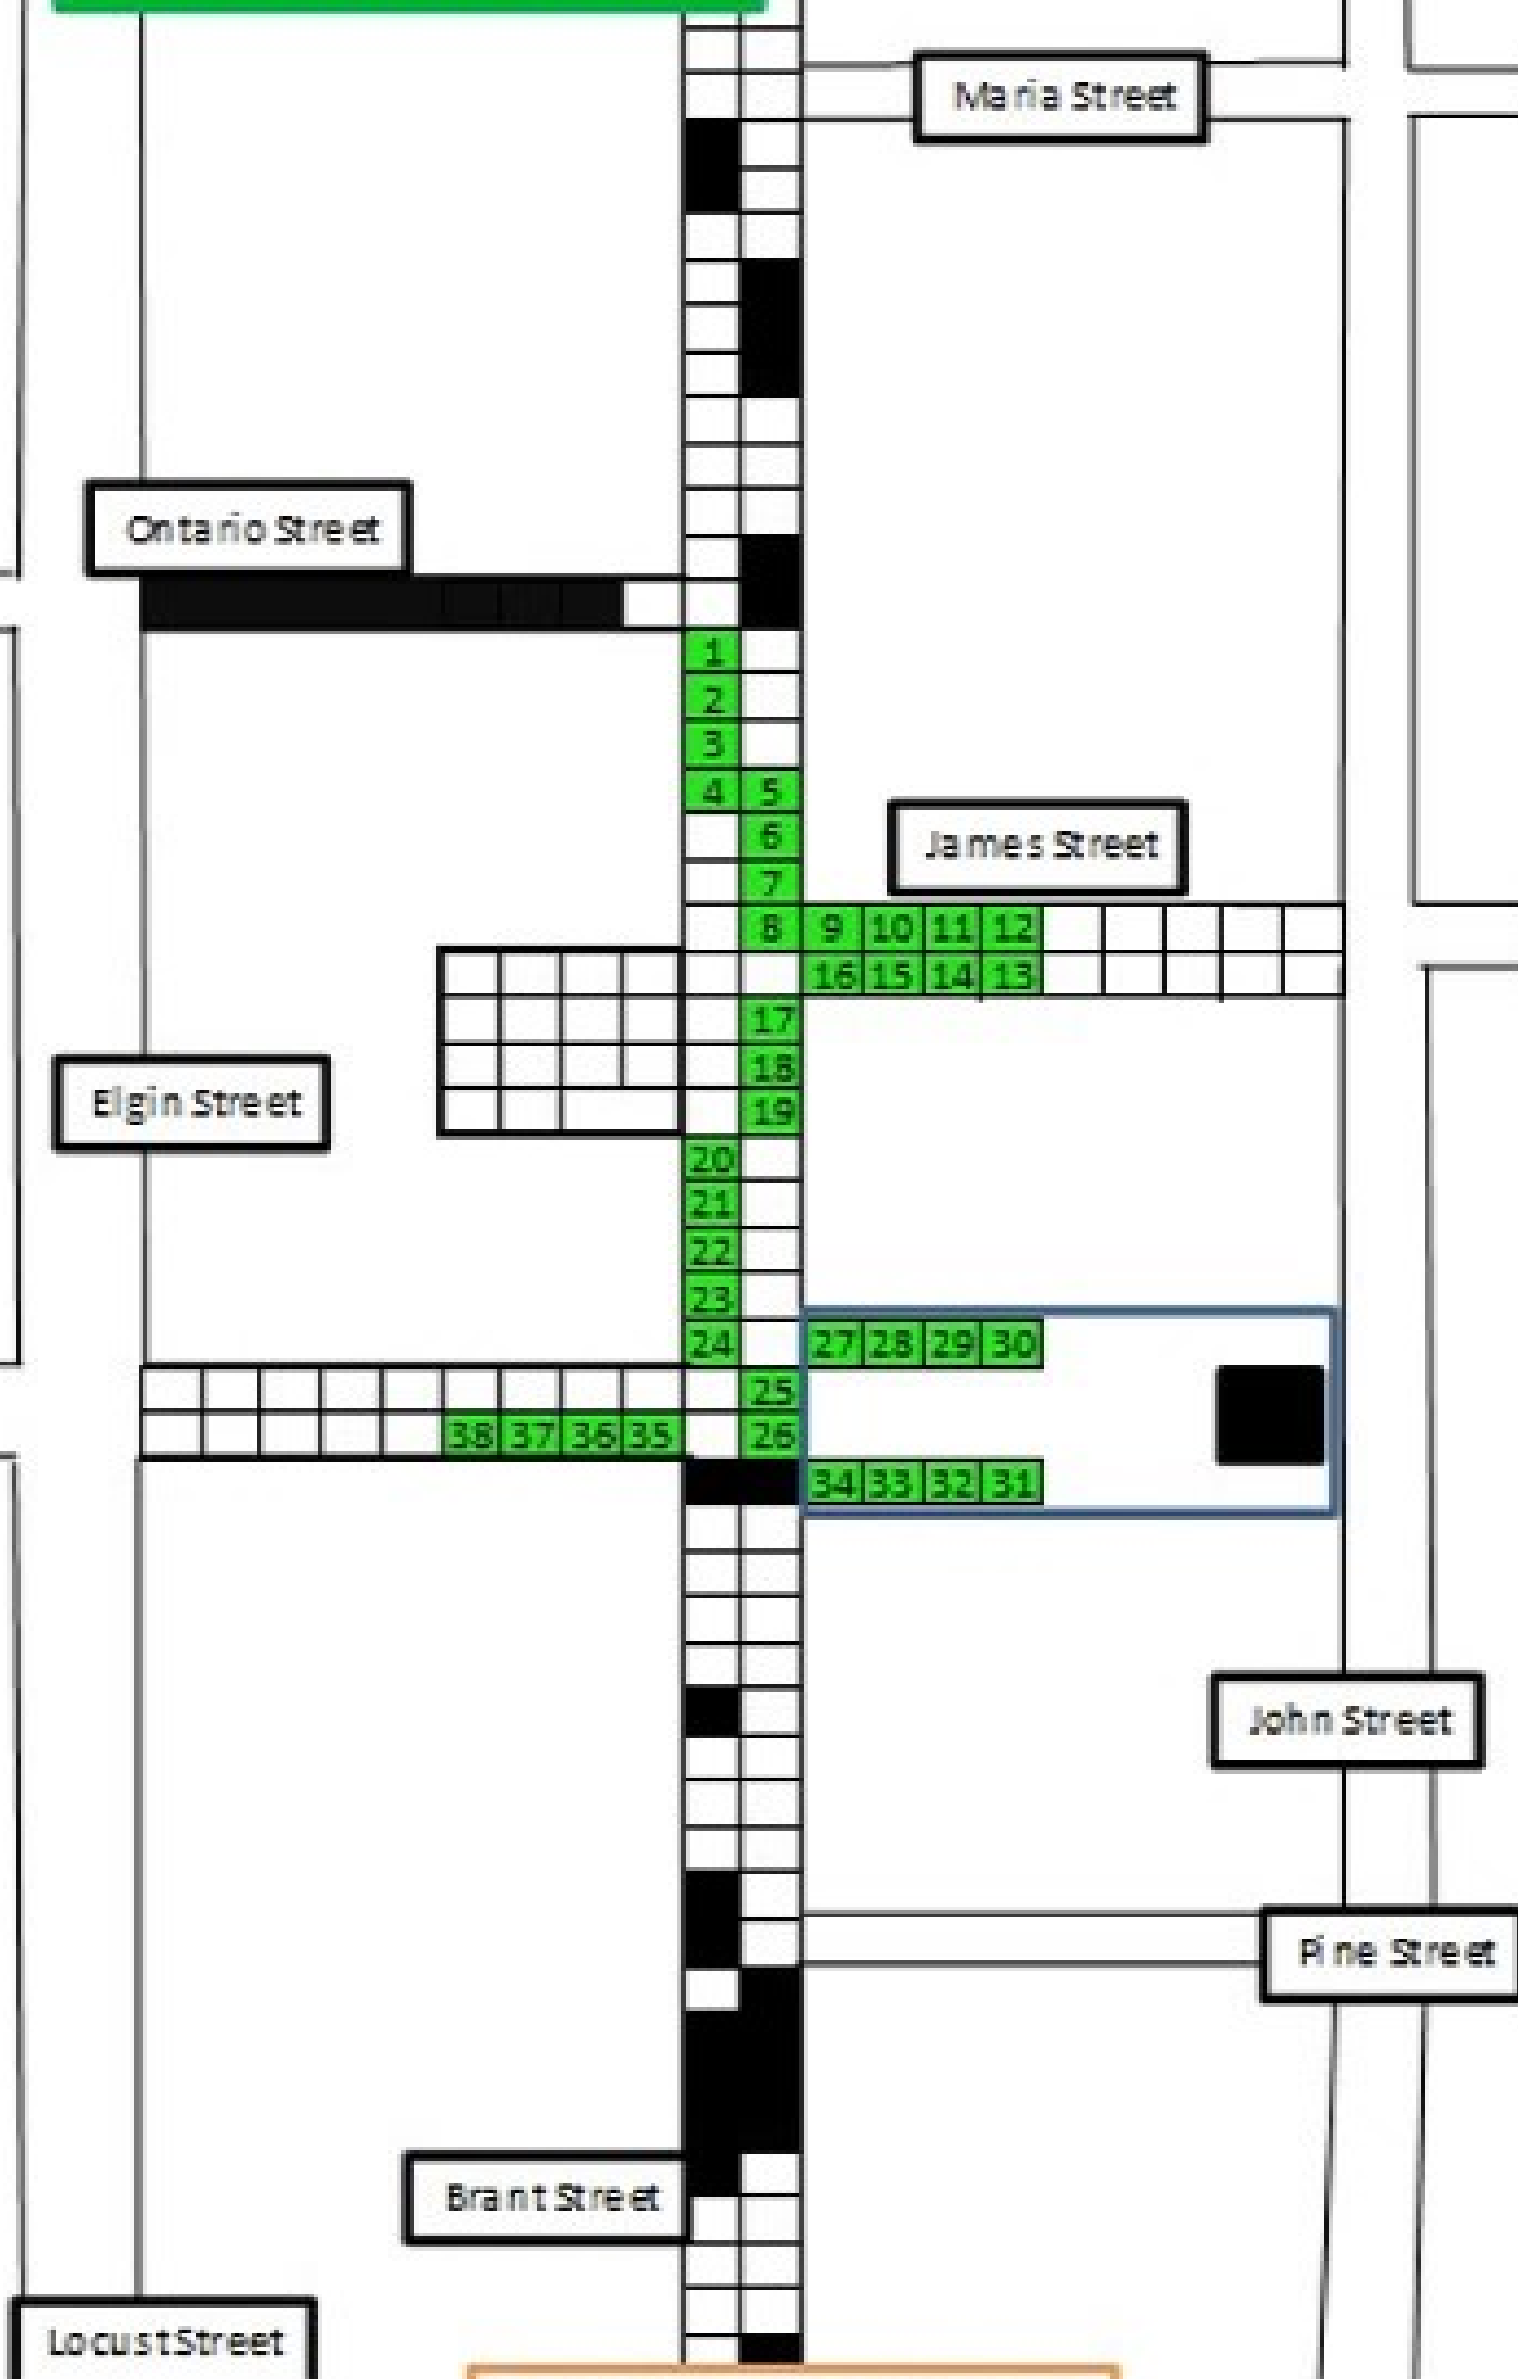 Maria Street
Ontario Street
1
2
3
4 5
6
James Street
7
8 9 10 11 12
16 15 14 13
17
18
Elgin Street
19
20
21
22
23
24 27 28 29 30
25
38 37 36 35 26
34 33 32 31
John Street
Pine Street
Brant Street
Locust Street